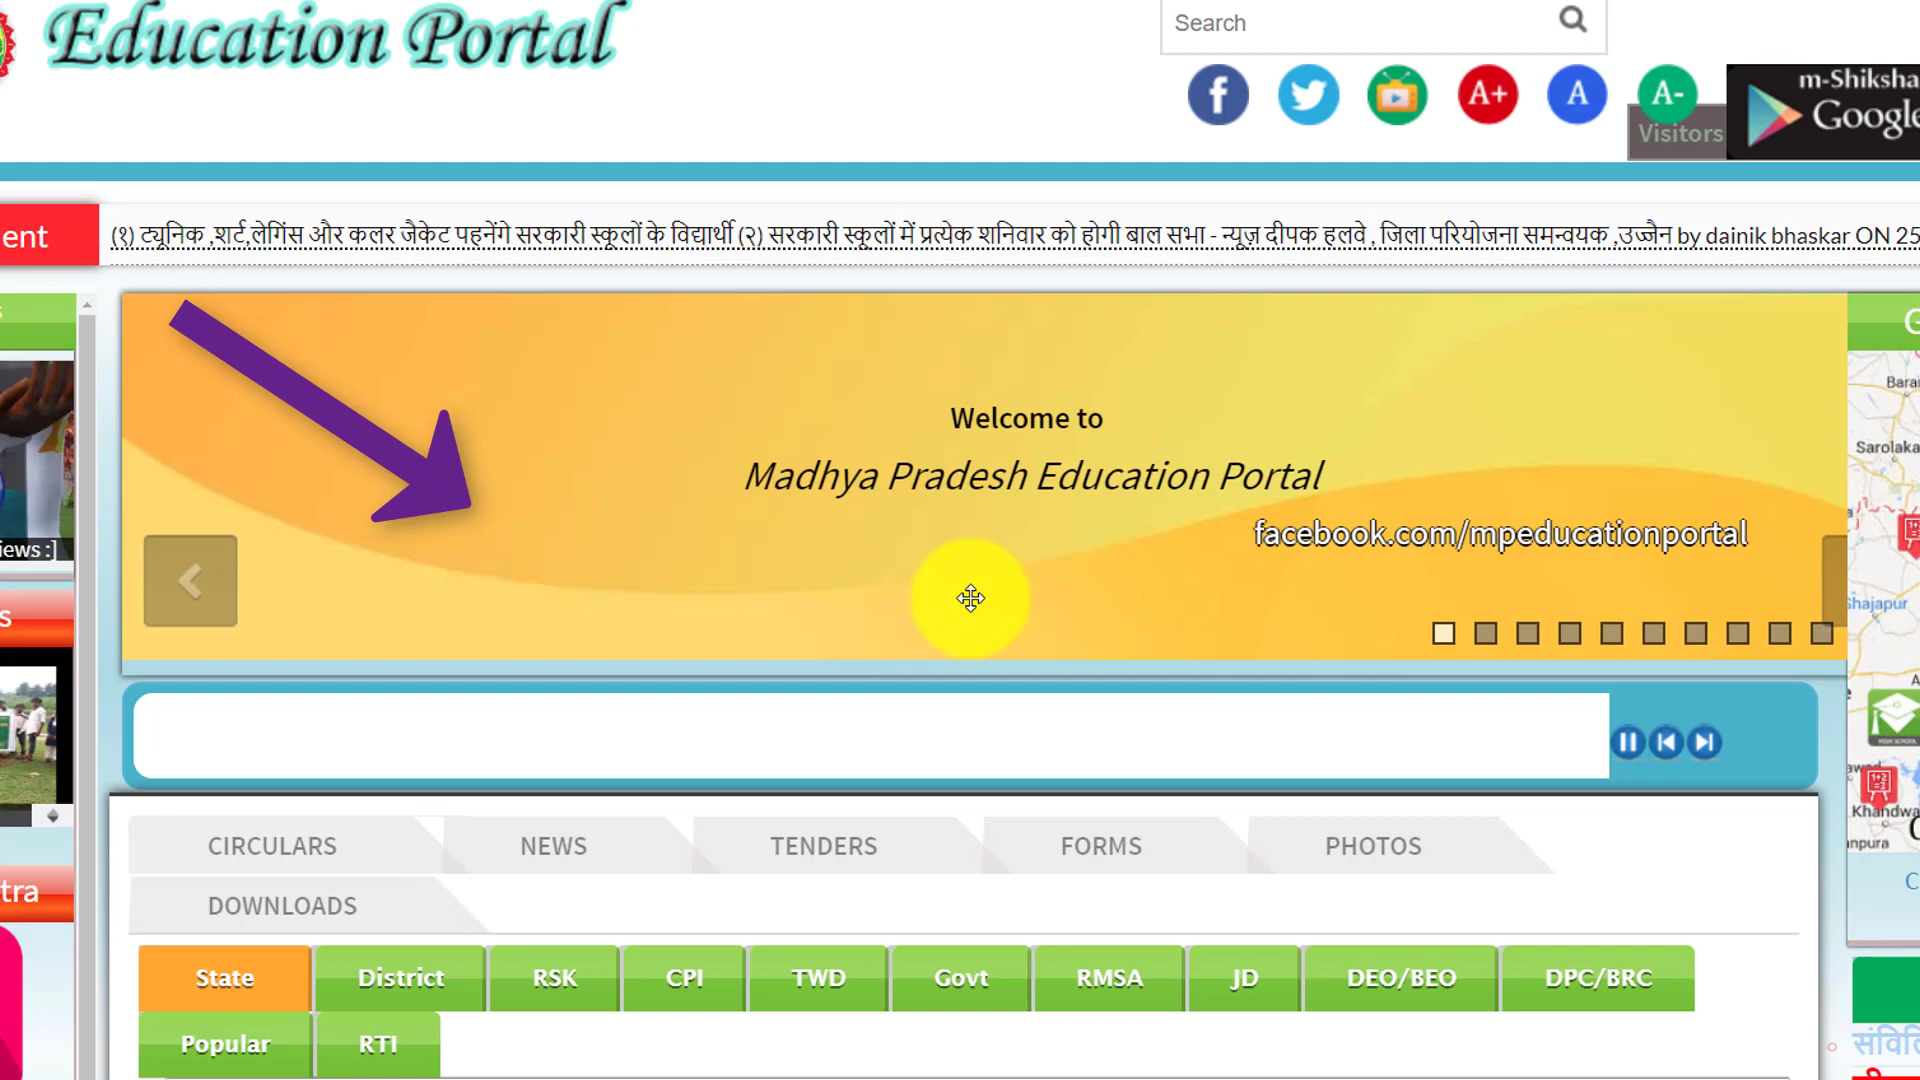 Education Portal
Search
A+ A A-
Visitors
m-Shiksha
Google
ent
(१) ट्यूनिक ,शर्ट,लेगिंस और कलर जैकेट पहनेंगे सरकारी स्कूलों के विद्यार्थी (२) सरकारी स्कूलों में प्रत्येक शनिवार को होगी बाल सभा - न्यूज़ दीपक हलवे , जिला परियोजना समन्वयक ,उज्जैन by dainik bhaskar ON 25
Welcome to
Madhya Pradesh Education Portal
facebook.com/mpeducationportal
iews :]
s
tra
Sarolaka
Shajapur
Khandwa
npura
CIRCULARS NEWS TENDERS FORMS PHOTOS
DOWNLOADS
State District RSK CPI TWD Govt RMSA JD DEO/BEO DPC/BRC
Popular RTI